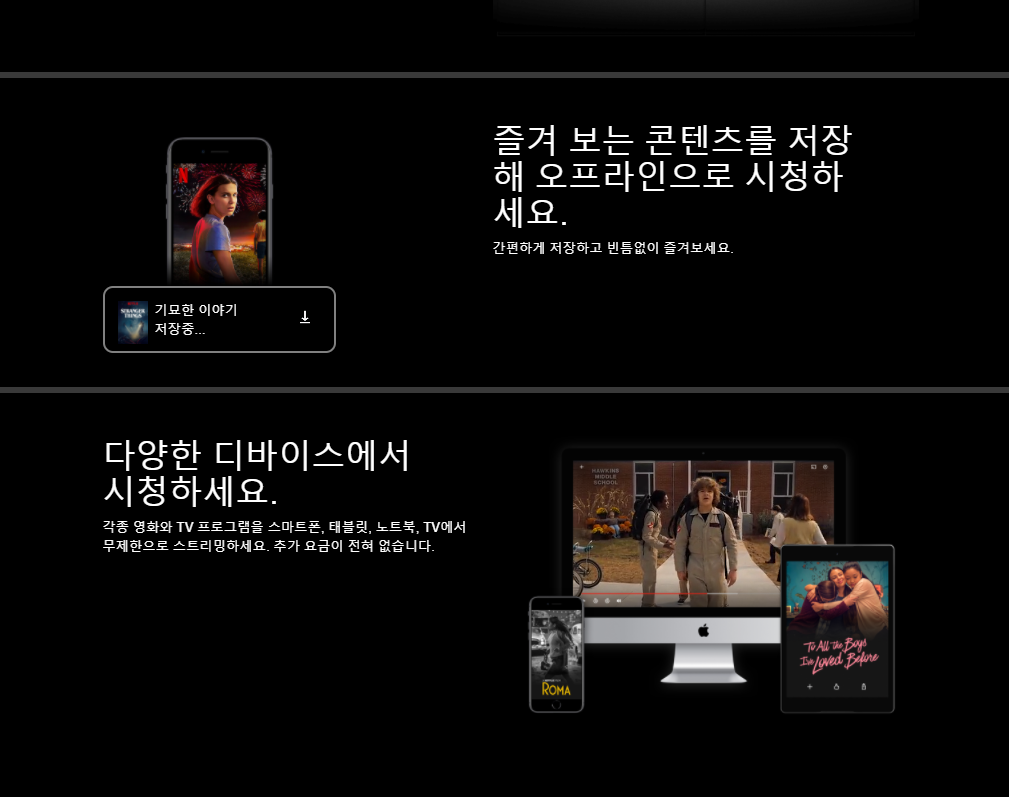 즐겨 보는 콘텐츠를 저장
해 오프라인으로 시청하
세요.
간편하게 저장하고 빈틈없이 즐겨보세요.
N
STRANGER
THINGS
기묘한 이야기
저장중...
다양한 디바이스에서
시청하세요.
각종 영화와 TV 프로그램을 스마트폰, 태블릿, 노트북, TV에서
무제한으로 스트리밍하세요. 추가 요금이 전혀 없습니다.
HAWKINS
MIDDLE
SCHOOL
ROMA
To All the Boys
I've Loved Before